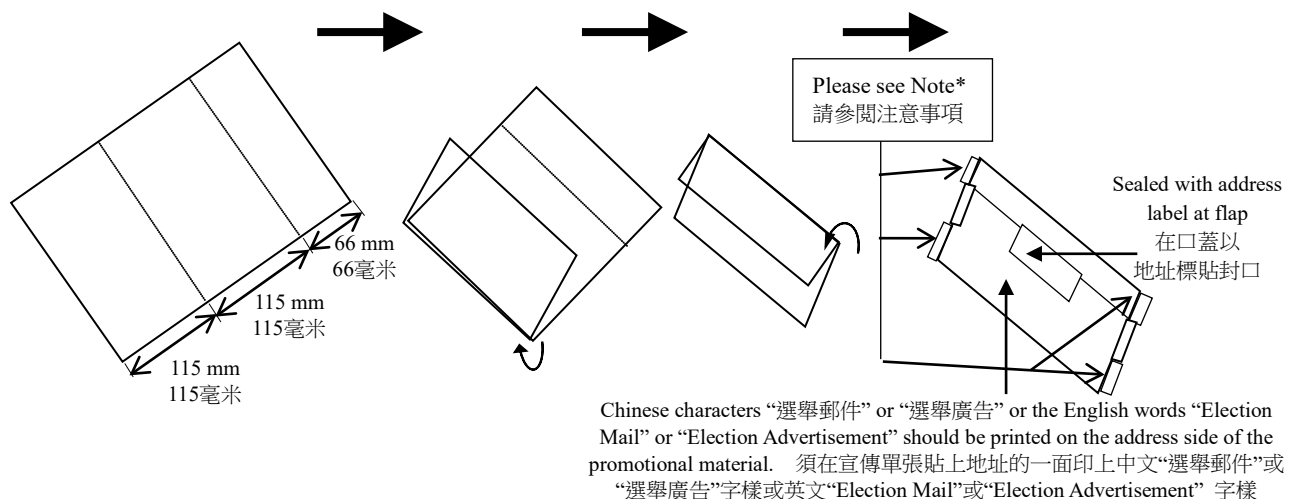 Please see Note*
請參閱注意事項
66 mm
66毫米
115 mm
115毫米
115 mm
115毫米
Sealed with address
label at flap
在口蓋以
地址標貼封口
Chinese characters “選舉郵件” or “選舉廣告” or the English words “Election
Mail” or “Election Advertisement” should be printed on the address side of the
promotional material. 須在宣傳單張貼上地址的一面印上中文“選舉郵件”或
“選舉廣告”字樣或英文“Election Mail”或“Election Advertisement” 字樣